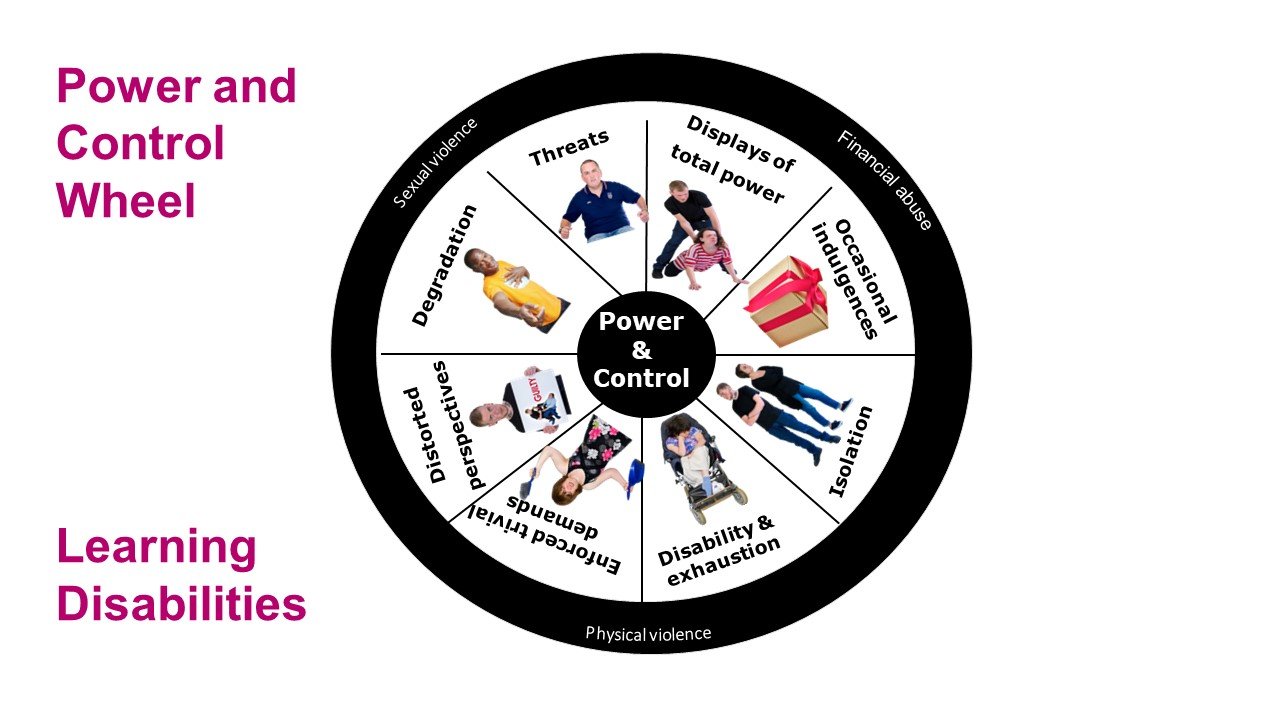 Power and
Control
Wheel
Learning
Disabilities
Sexual violence
Financial abuse
Physical violence
Threats
Displays of
total power
Occasional
indulgences
Isolation
Disability &
exhaustion
Enforced trivial
demands
Distorted
perspectives
GUILTY
Degradation
Power
&
Control